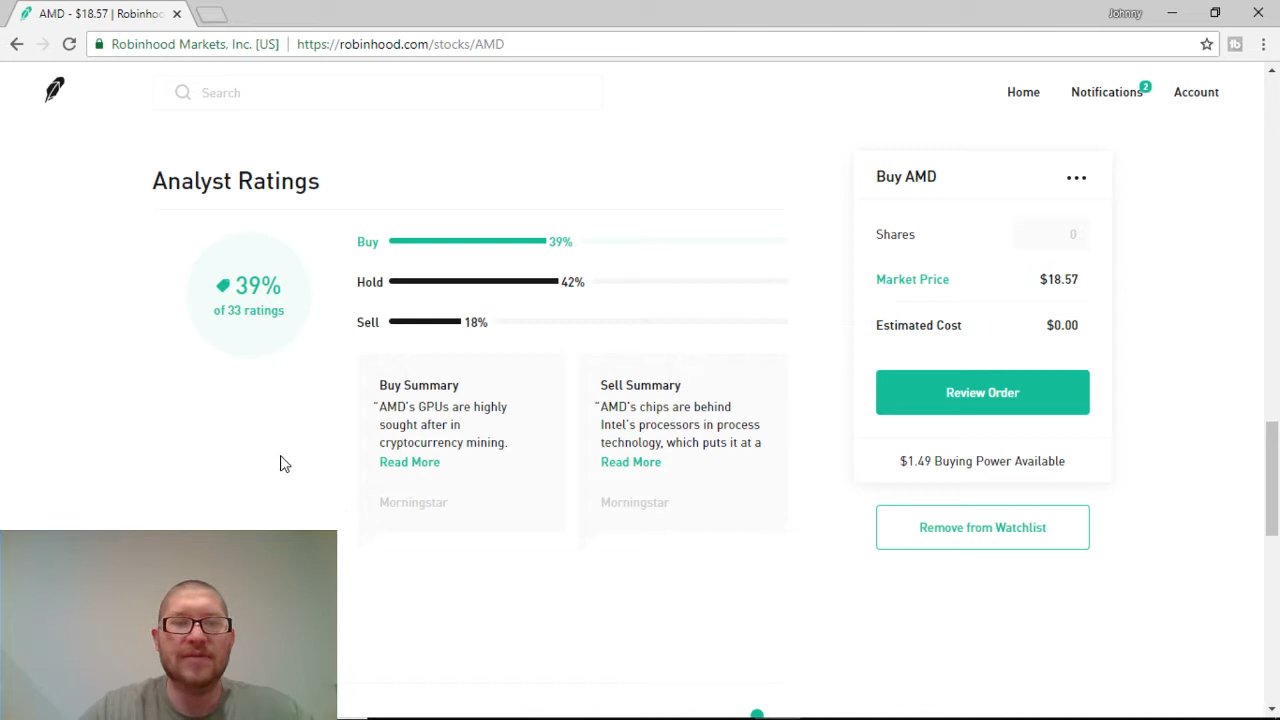 AMD - $18.57 | Robinhoo
Johnny
Robinhood Markets, Inc. [US]
https://robinhood.com/stocks/AMD
Search
Home
Notifications
2
Account
Analyst Ratings
39%
of 33 ratings
Buy
39%
Hold
42%
Sell
18%
Buy Summary
“AMD's GPUs are highly
sought after in
cryptocurrency mining.
Read More
Morningstar
Sell Summary
“AMD's chips are behind
Intel's processors in process
technology, which puts it at a
Read More
Morningstar
Buy AMD
Shares
0
Market Price
$18.57
Estimated Cost
$0.00
Review Order
$1.49 Buying Power Available
Remove from Watchlist